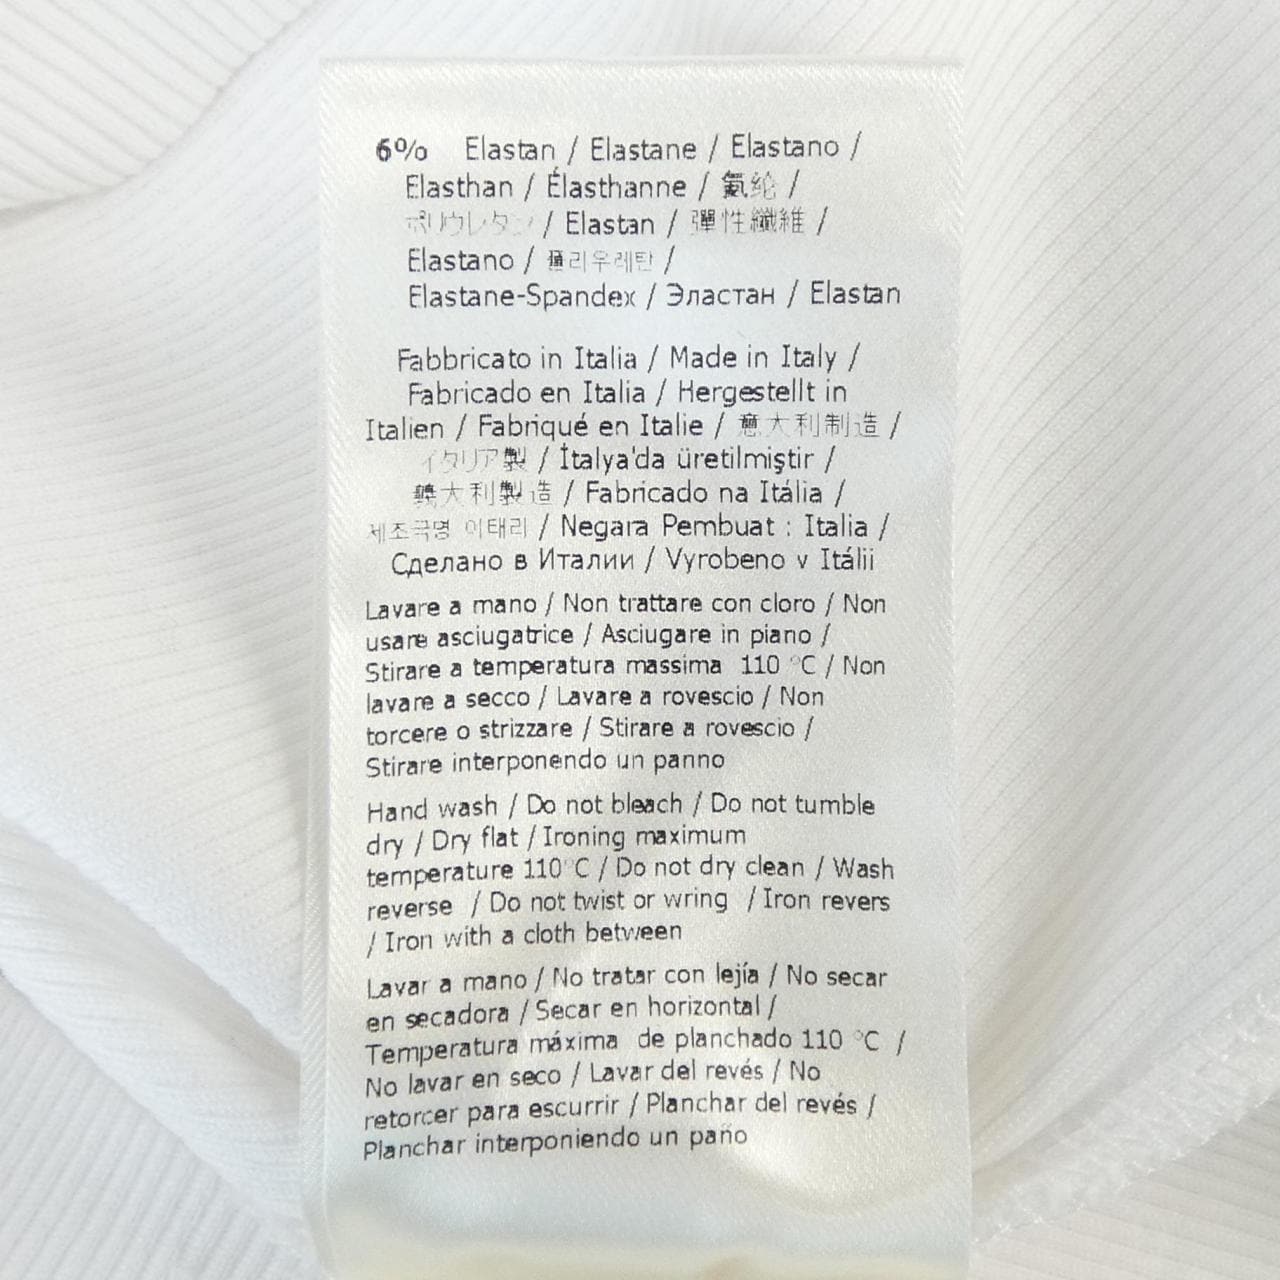 6% Elastan / Elastane / Elastano /
Elasthan / Élasthanne / 氨纶 /
ポリウレタン / Elastan / 彈性纖維 /
Elastano / 폴리우레탄 /
Elastane-Spandex / Эластан / Elastan
Fabbricato in Italia / Made in Italy /
Fabricado en Italia / Hergestellt in
Italien / Fabriqué en Italie / 意大利制造 /
イタリア製 / İtalya'da üretilmiştir /
義大利製造 / Fabricado na Itália /
제조국명 이태리 / Negara Pembuat : Italia /
Сделано в Италии / Vyrobeno v Itálii
Lavare a mano / Non trattare con cloro / Non
usare asciugatrice / Asciugare in piano /
Stirare a temperatura massima 110 °C / Non
lavare a secco / Lavare a rovescio / Non
torcere o strizzare / Stirare a rovescio /
Stirare interponendo un panno
Hand wash / Do not bleach / Do not tumble
dry / Dry flat / Ironing maximum
temperature 110°C / Do not dry clean / Wash
reverse / Do not twist or wring / Iron revers
/ Iron with a cloth between
Lavar a mano / No tratar con lejía / No secar
en secadora / Secar en horizontal /
Temperatura máxima de planchado 110 °C /
No lavar en seco / Lavar del revés / No
retorcer para escurrir / Planchar del revés /
Planchar interponiendo un paño